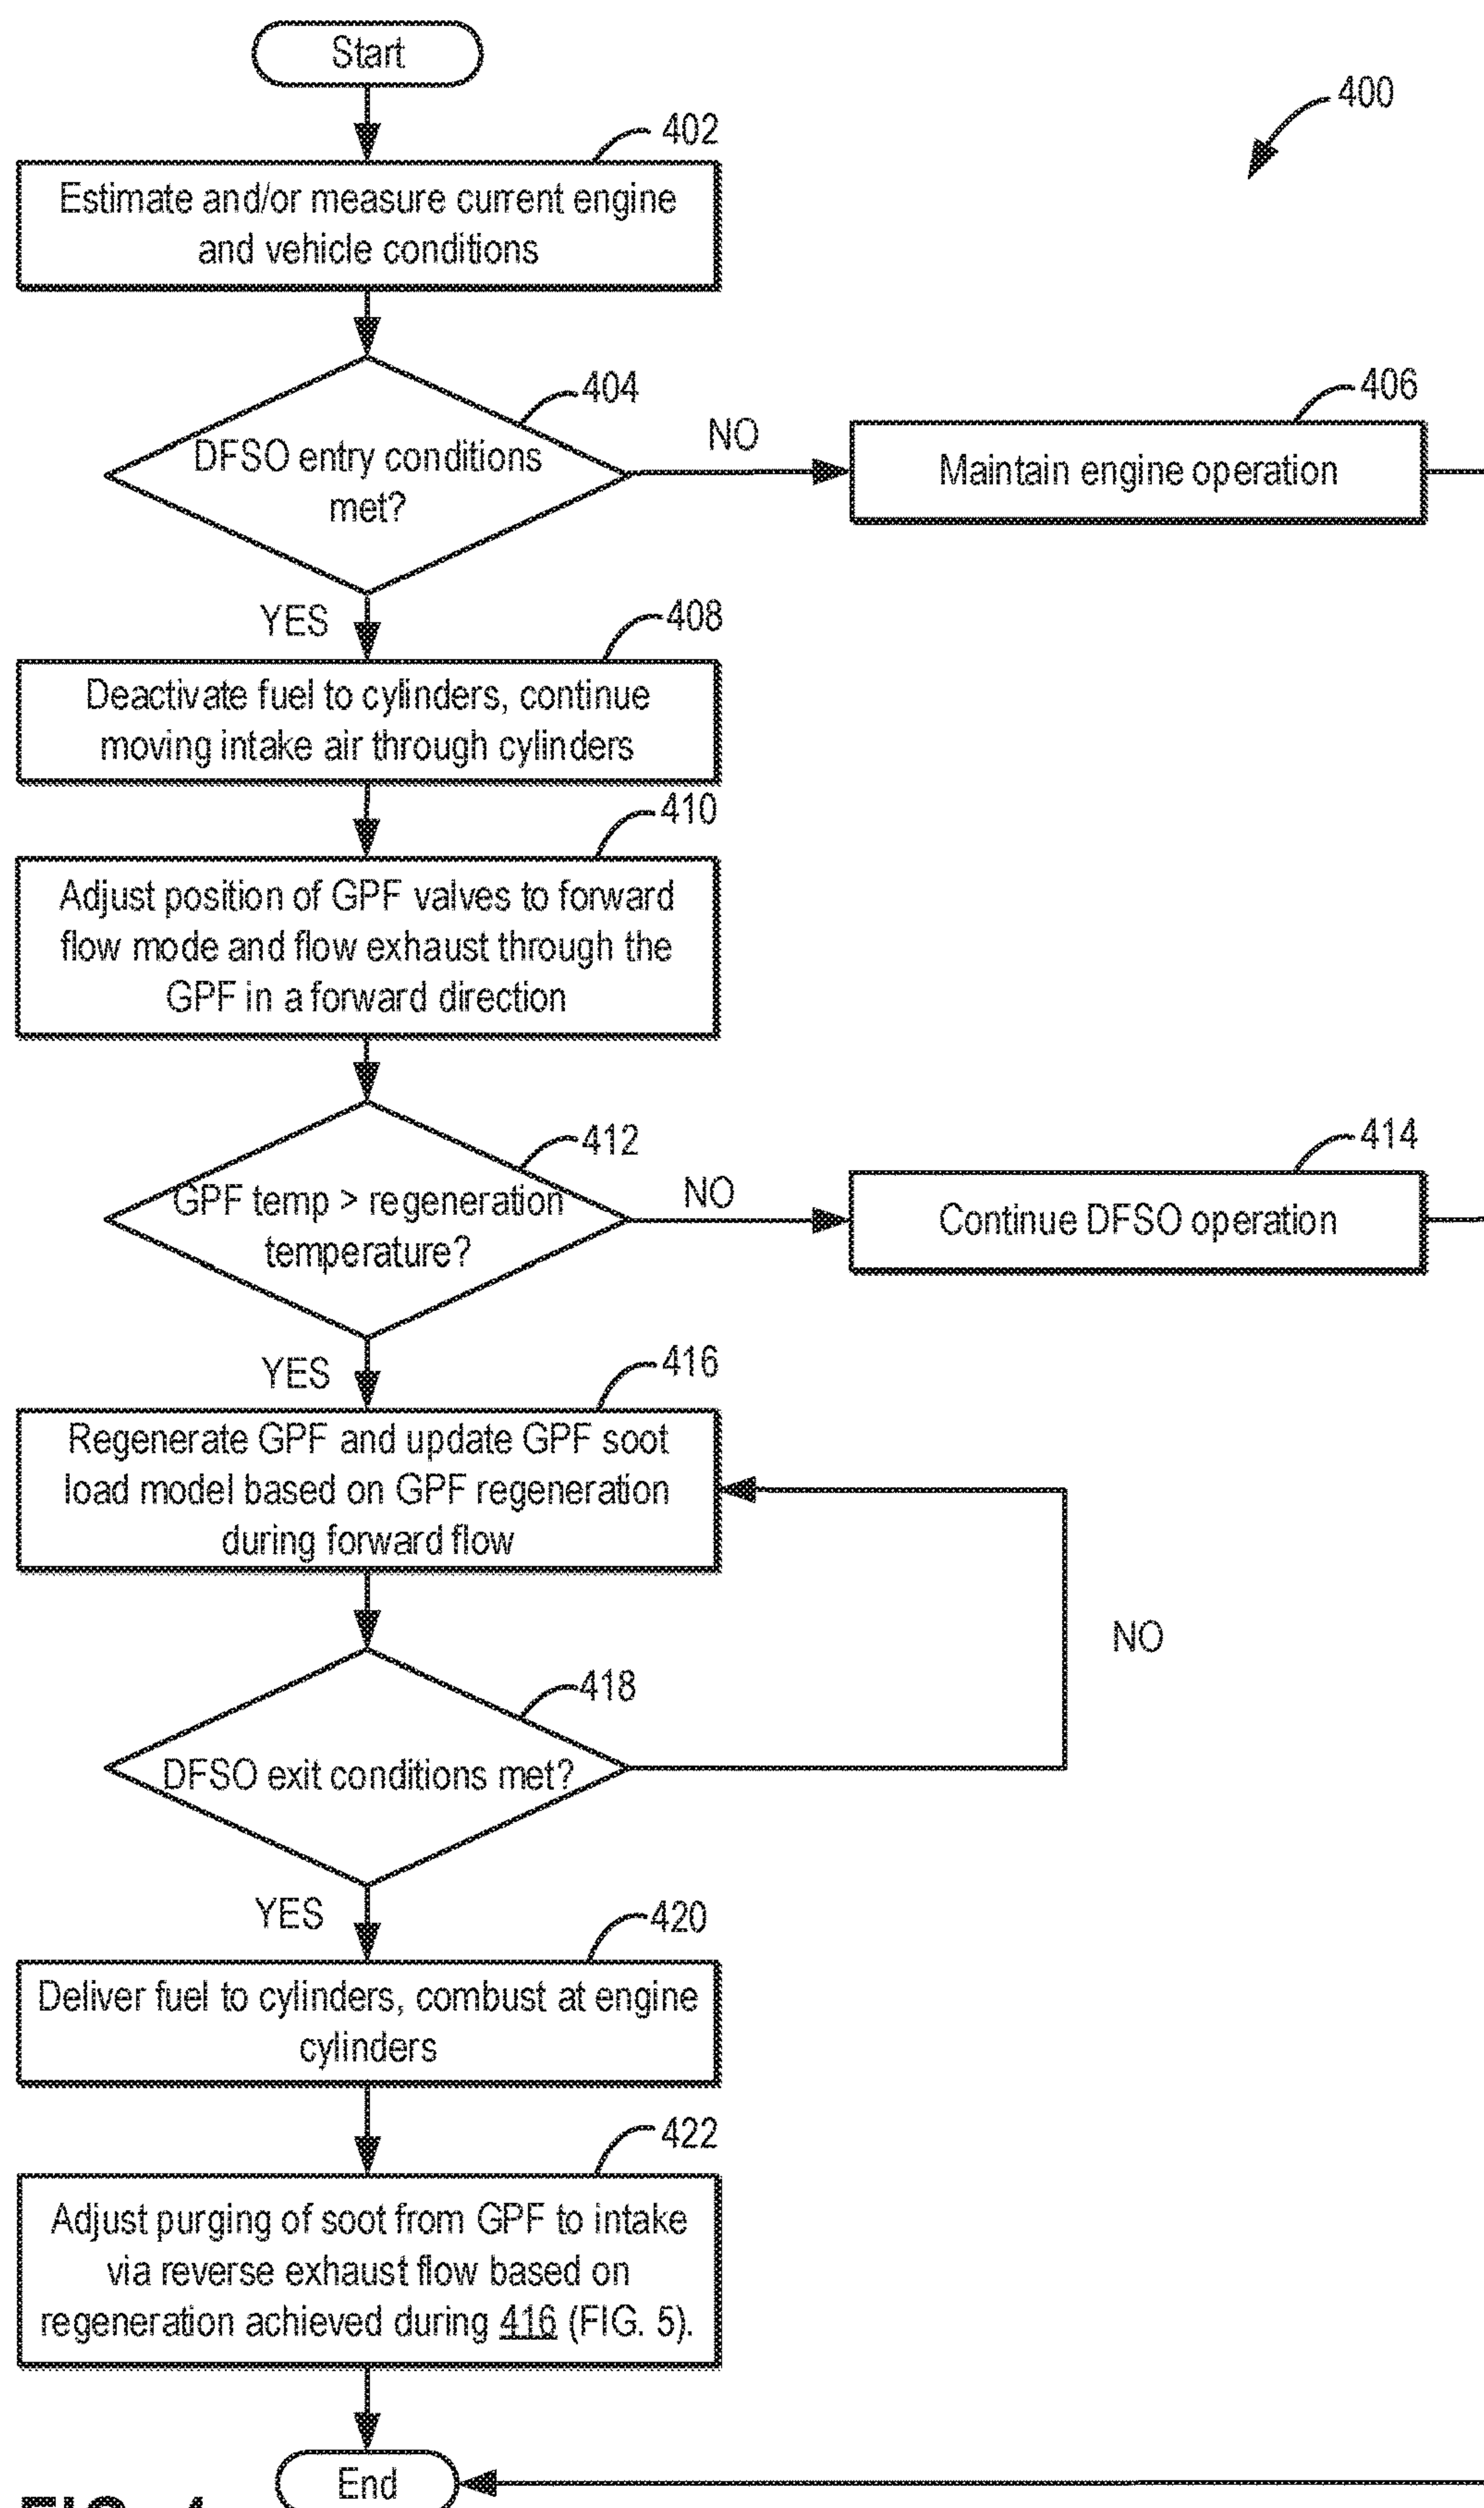 Start
400
402
Estimate and/or measure current engine
and vehicle conditions
404
DFSO entry conditions
met?
NO
406
Maintain engine operation
YES
408
Deactivate fuel to cylinders, continue
moving intake air through cylinders
410
Adjust position of GPF valves to forward
flow mode and flow exhaust through the
GPF in a forward direction
412
GPF temp > regeneration
temperature?
NO
414
Continue DFSO operation
YES
416
Regenerate GPF and update GPF soot
load model based on GPF regeneration
during forward flow
418
DFSO exit conditions met?
NO
YES
420
Deliver fuel to cylinders, combust at engine
cylinders
422
Adjust purging of soot from GPF to intake
via reverse exhaust flow based on
regeneration achieved during 416 (FIG. 5).
End